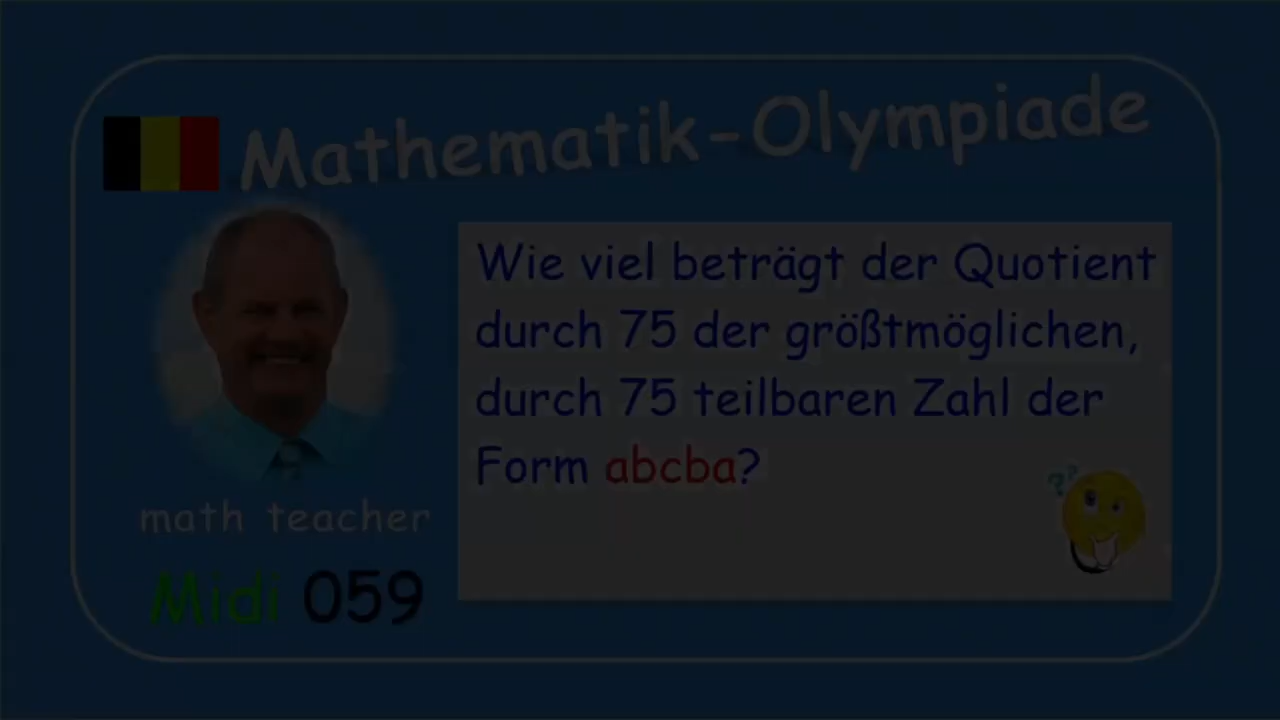 Mathematik-Olympiade
Wie viel beträgt der Quotient
durch 75 der größtmöglichen,
durch 75 teilbaren Zahl der
Form abcba?
??
math teacher
Midi 059